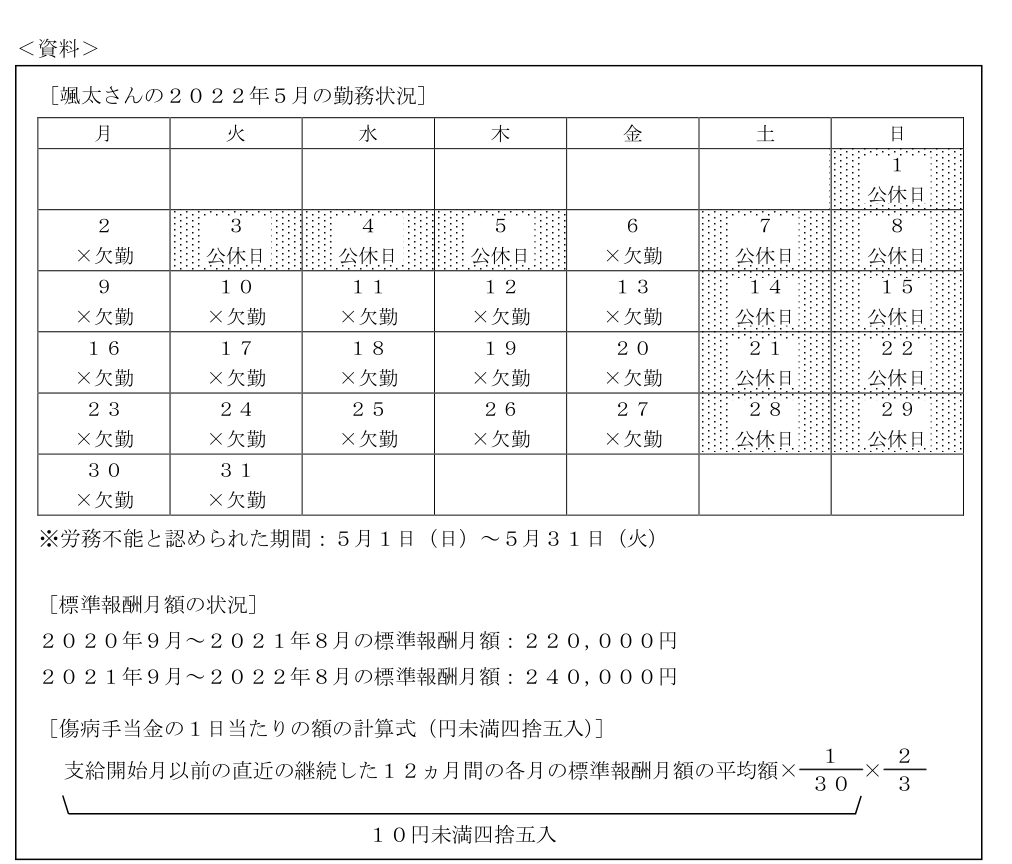 ＜資料＞
［颯太さんの２０２２年５月の勤務状況］
月 火 水 木 金 土 日
１
公休日
２ ３ ４ ５ ６ ７ ８
×欠勤 公休日 公休日 公休日 ×欠勤 公休日 公休日
９ １０ １１ １２ １３ １４ １５
×欠勤 ×欠勤 ×欠勤 ×欠勤 ×欠勤 公休日 公休日
１６ １７ １８ １９ ２０ ２１ ２２
×欠勤 ×欠勤 ×欠勤 ×欠勤 ×欠勤 公休日 公休日
２３ ２４ ２５ ２６ ２７ ２８ ２９
×欠勤 ×欠勤 ×欠勤 ×欠勤 ×欠勤 公休日 公休日
３０ ３１
×欠勤 ×欠勤
※労務不能と認められた期間：５月１日（日）～５月３１日（火）
［標準報酬月額の状況］
２０２０年９月～２０２１年８月の標準報酬月額：２２０,０００円
２０２１年９月～２０２２年８月の標準報酬月額：２４０,０００円
［傷病手当金の１日当たりの額の計算式（円未満四捨五入）］
支給開始月以前の直近の継続した１２ヵ月間の各月の標準報酬月額の平均額×１/３０×２/３
１０円未満四捨五入